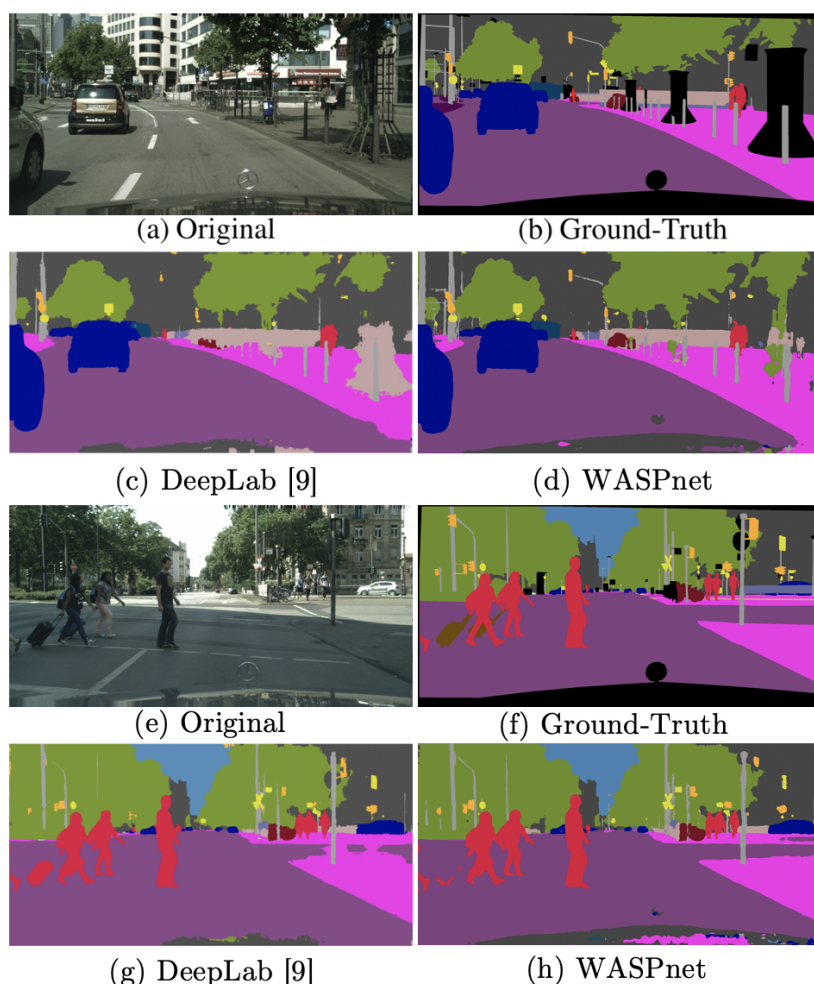 (a) Original
(b) Ground-Truth
(c) DeepLab [9]
(d) WASPnet
(e) Original
(f) Ground-Truth
(g) DeepLab [9]
(h) WASPnet